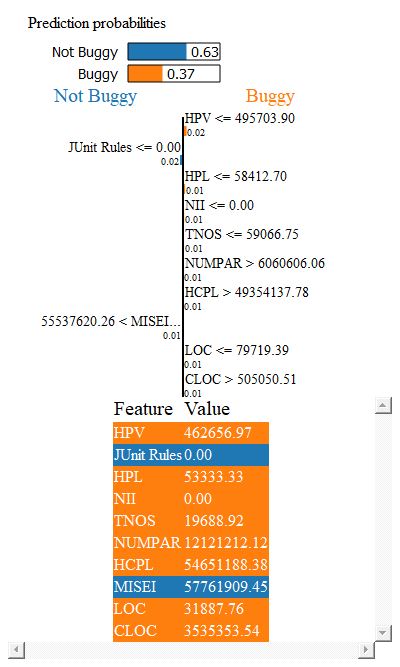 Prediction probabilities
Not Buggy 0.63
Buggy 0.37
Not Buggy Buggy
HPV <= 495703.90
0.02
JUnit Rules <= 0.00
0.02
HPL <= 58412.70
0.01
NII <= 0.00
0.01
TNOS <= 59066.75
0.01
NUMPAR > 6060606.06
0.01
HCPL > 49354137.78
0.01
55537620.26 < MISEI...
0.01
LOC <= 79719.39
0.01
CLOC > 505050.51
0.01
Feature Value
HPV 462656.97
JUnit Rules 0.00
HPL 53333.33
NII 0.00
TNOS 19688.92
NUMPAR 12121212.12
HCPL 54651188.38
MISEI 57761909.45
LOC 31887.76
CLOC 3535353.54